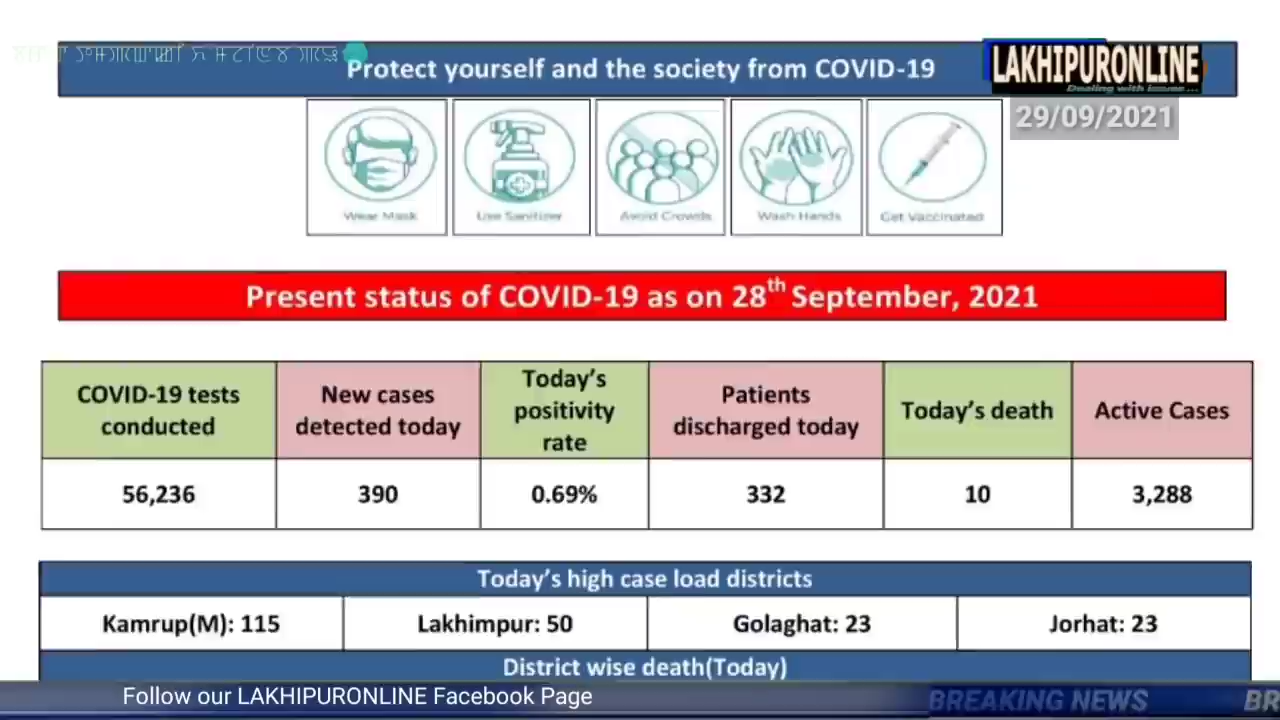 Protect yourself and the society from COVID-19
LAKHIPURONLINE
Dealing with issues ...
29/09/2021
Wear Mask
Use Sanitizer
Avoid Crowds
Wash Hands
Get Vaccinated
Present status of COVID-19 as on 28th September, 2021
COVID-19 tests conducted
New cases detected today
Today's positivity rate
Patients discharged today
Today's death
Active Cases
56,236
390
0.69%
332
10
3,288
Today's high case load districts
Kamrup(M): 115
Lakhimpur: 50
Golaghat: 23
Jorhat: 23
District wise death(Today)
Follow our LAKHIPURONLINE Facebook Page
BREAKING NEWS
BR